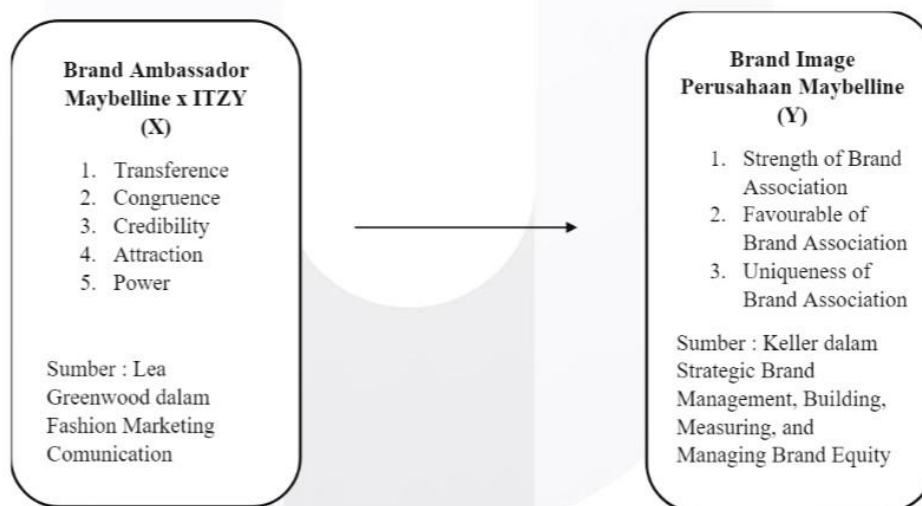 Brand Ambassador
Maybelline x ITZY
(X)
1. Transference
2. Congruence
3. Credibility
4. Attraction
5. Power
Sumber : Lea
Greenwood dalam
Fashion Marketing
Comunication
Brand Image
Perusahaan Maybelline
(Y)
1. Strength of Brand
Association
2. Favourable of
Brand Association
3. Uniqueness of
Brand Association
Sumber : Keller dalam
Strategic Brand
Management, Building,
Measuring, and
Managing Brand Equity